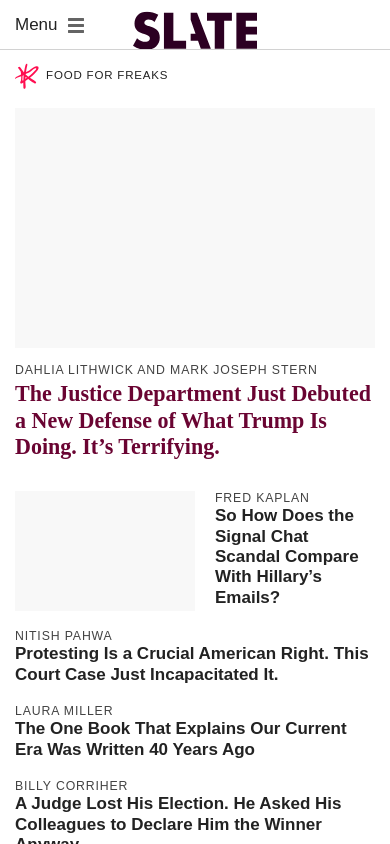 Menu
SLATE
FOOD FOR FREAKS
DAHLIA LITHWICK AND MARK JOSEPH STERN
The Justice Department Just Debuted
a New Defense of What Trump Is
Doing. It’s Terrifying.
FRED KAPLAN
So How Does the
Signal Chat
Scandal Compare
With Hillary’s
Emails?
NITISH PAHWA
Protesting Is a Crucial American Right. This
Court Case Just Incapacitated It.
LAURA MILLER
The One Book That Explains Our Current
Era Was Written 40 Years Ago
BILLY CORRIHER
A Judge Lost His Election. He Asked His
Colleagues to Declare Him the Winner
Anyway.